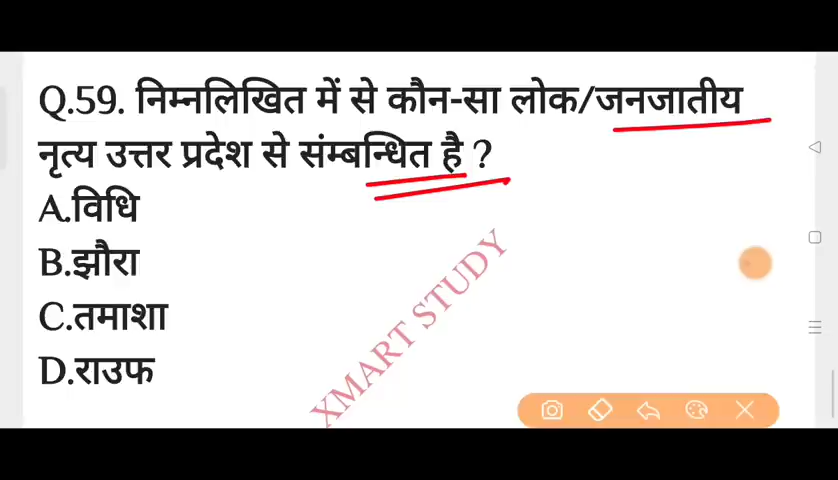 Q.59. निम्नलिखित में से कौन-सा लोक/जनजातीय
नृत्य उत्तर प्रदेश से संम्बन्धित है ?
A.विधि
B.झौरा
C.तमाशा
D.राउफ
XMART STUDY